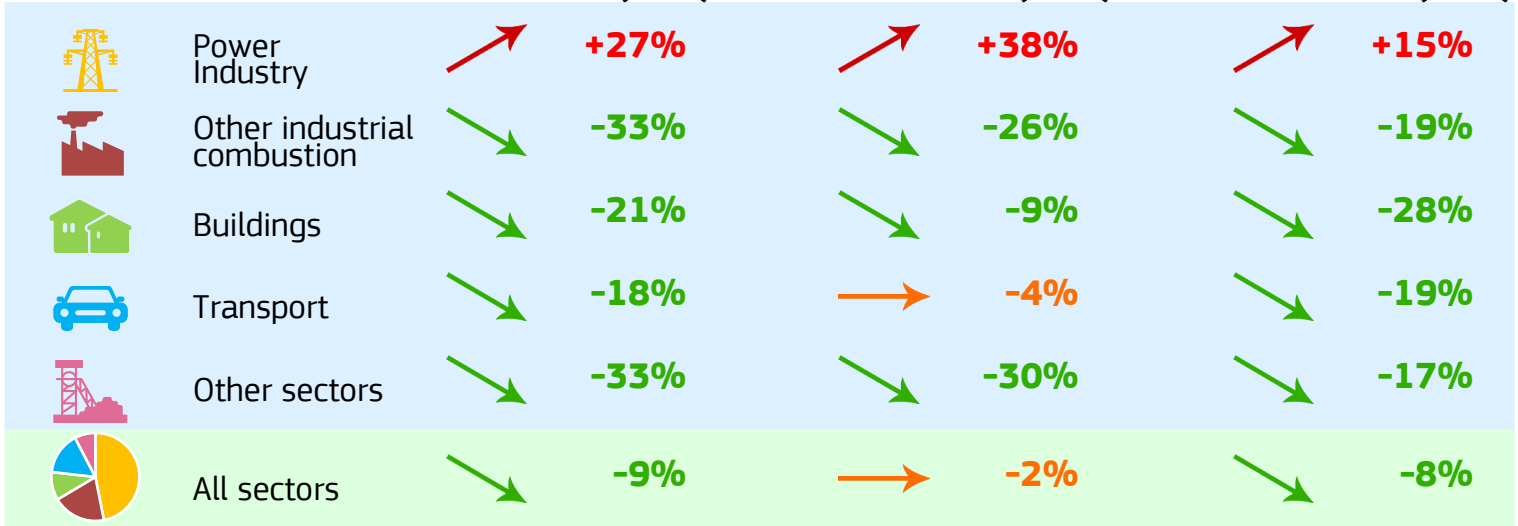 Power
Industry
+27%
+38%
+15%
Other industrial
combustion
-33%
-26%
-19%
Buildings
-21%
-9%
-28%
Transport
-18%
-4%
-19%
Other sectors
-33%
-30%
-17%
All sectors
-9%
-2%
-8%